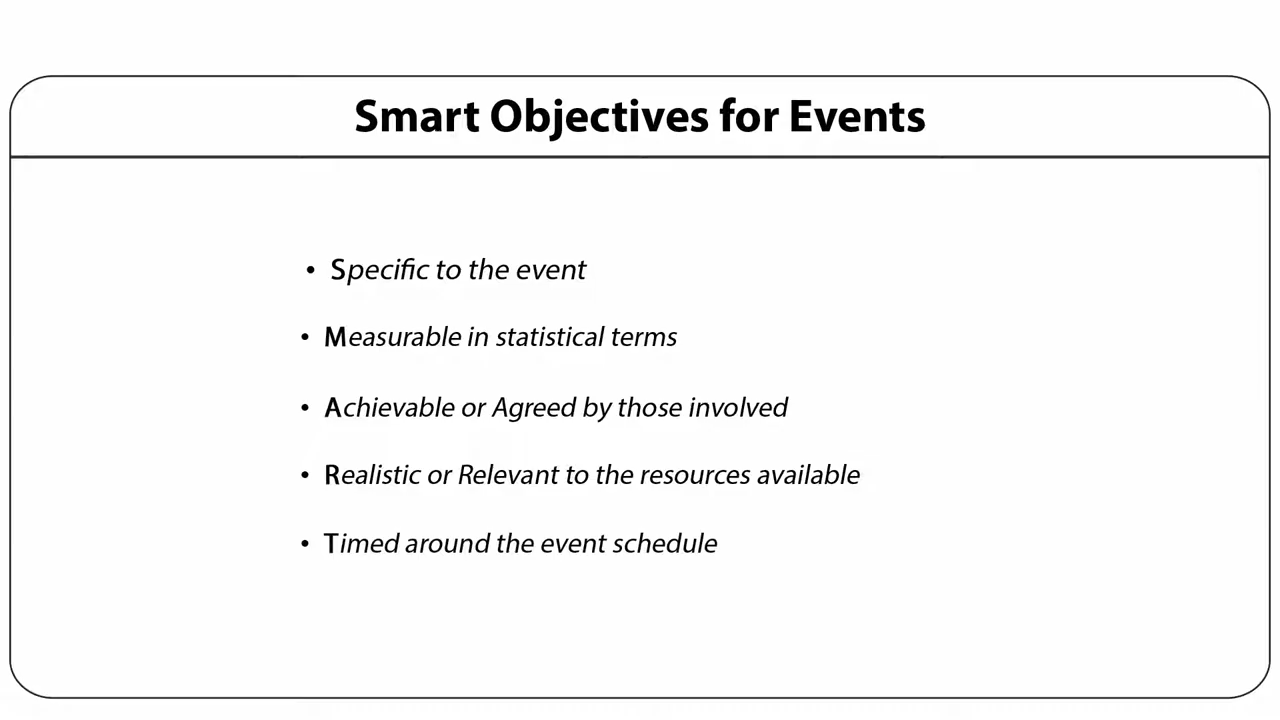 Smart Objectives for Events
• Specific to the event
• Measurable in statistical terms
• Achievable or Agreed by those involved
• Realistic or Relevant to the resources available
• Timed around the event schedule